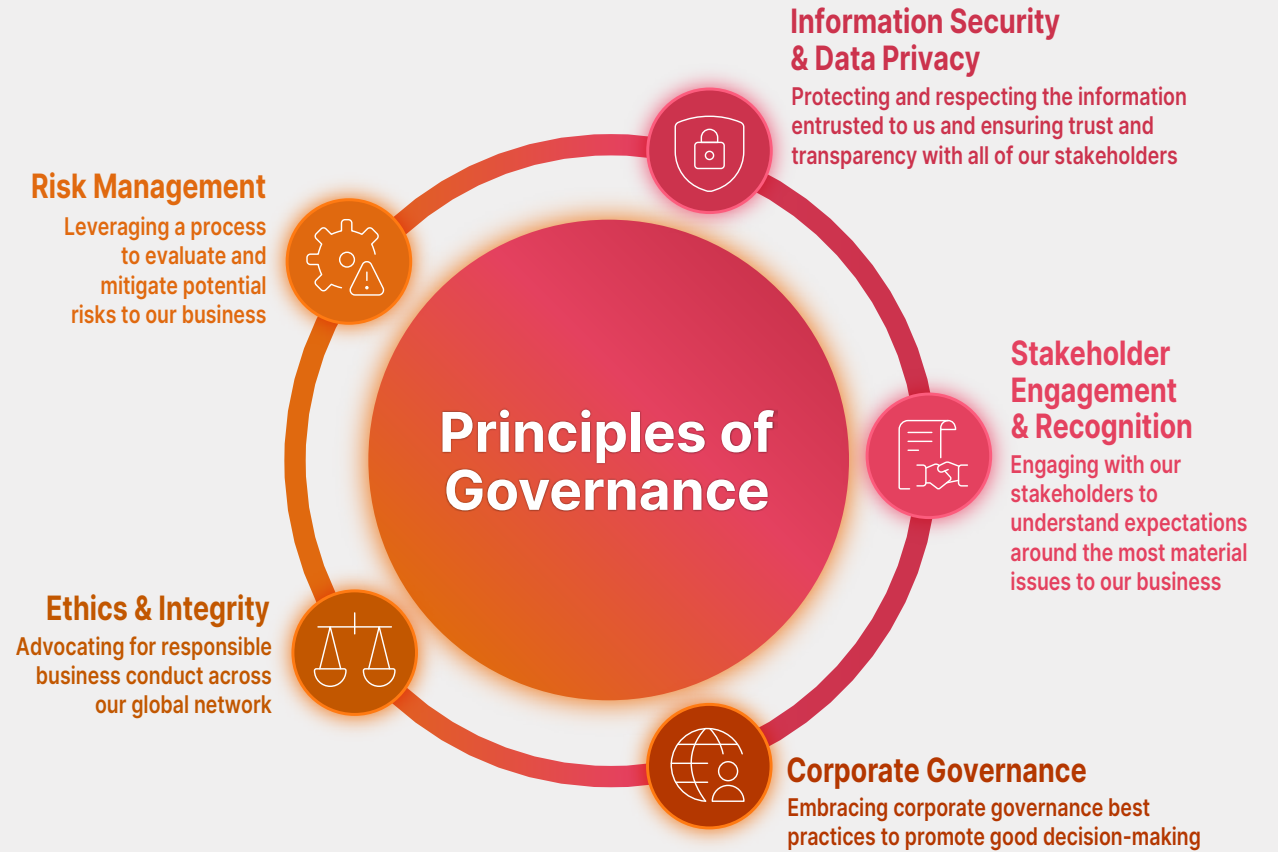 Information Security
& Data Privacy
Protecting and respecting the information
entrusted to us and ensuring trust and
transparency with all of our stakeholders
Risk Management
Leveraging a process
to evaluate and
mitigate potential
risks to our business
Stakeholder
Engagement
& Recognition
Engaging with our
stakeholders to
understand expectations
around the most material
issues to our business
Principles of
Governance
Ethics & Integrity
Advocating for responsible
business conduct across
our global network
Corporate Governance
Embracing corporate governance best
practices to promote good decision-making